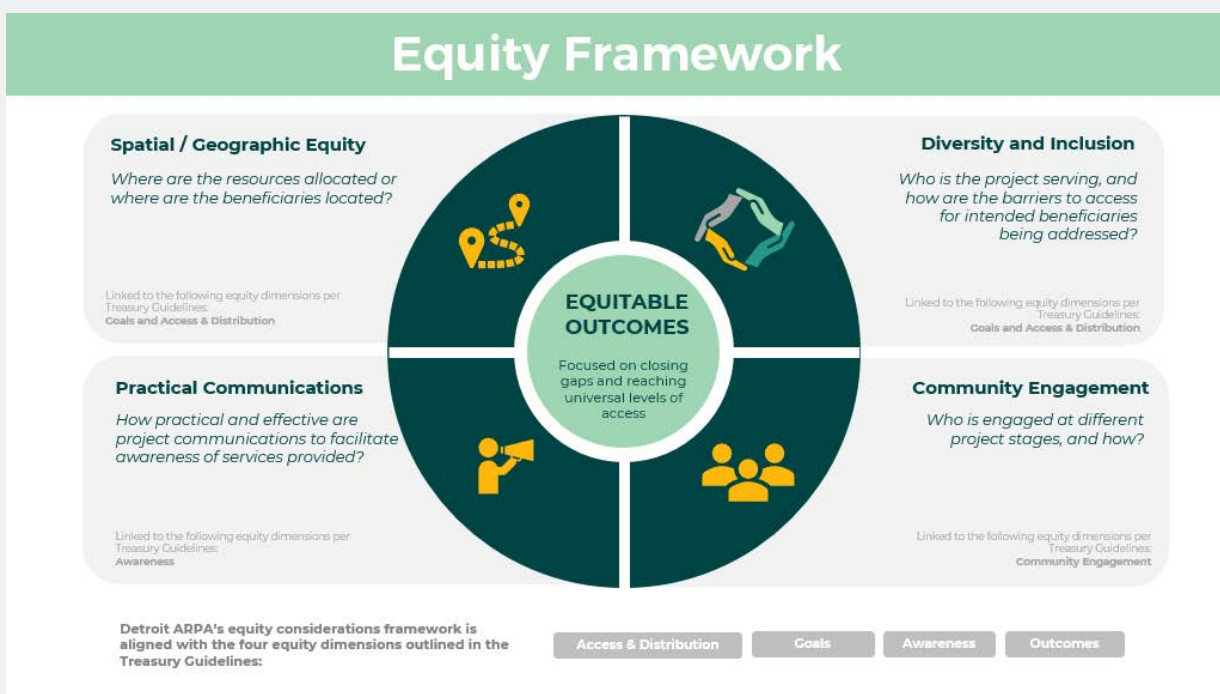 Equity Framework
Spatial / Geographic Equity
Where are the resources allocated or
where are the beneficiaries located?
Linked to the following equity dimensions per
Treasury Guidelines:
Goals and Access & Distribution
Diversity and Inclusion
Who is the project serving, and
how are the barriers to access
for intended beneficiaries
being addressed?
Linked to the following equity dimensions per
Treasury Guidelines:
Goals and Access & Distribution
EQUITABLE
OUTCOMES
Focused on closing
gaps and reaching
universal levels of
access
Practical Communications
How practical and effective are
project communications to facilitate
awareness of services provided?
Linked to the following equity dimensions per
Treasury Guidelines:
Awareness
Community Engagement
Who is engaged at different
project stages, and how?
Linked to the following equity dimensions per
Treasury Guidelines:
Community Engagement
Detroit ARPA's equity considerations framework is
aligned with the four equity dimensions outlined in the
Treasury Guidelines:
Access & Distribution
Goals
Awareness
Outcomes